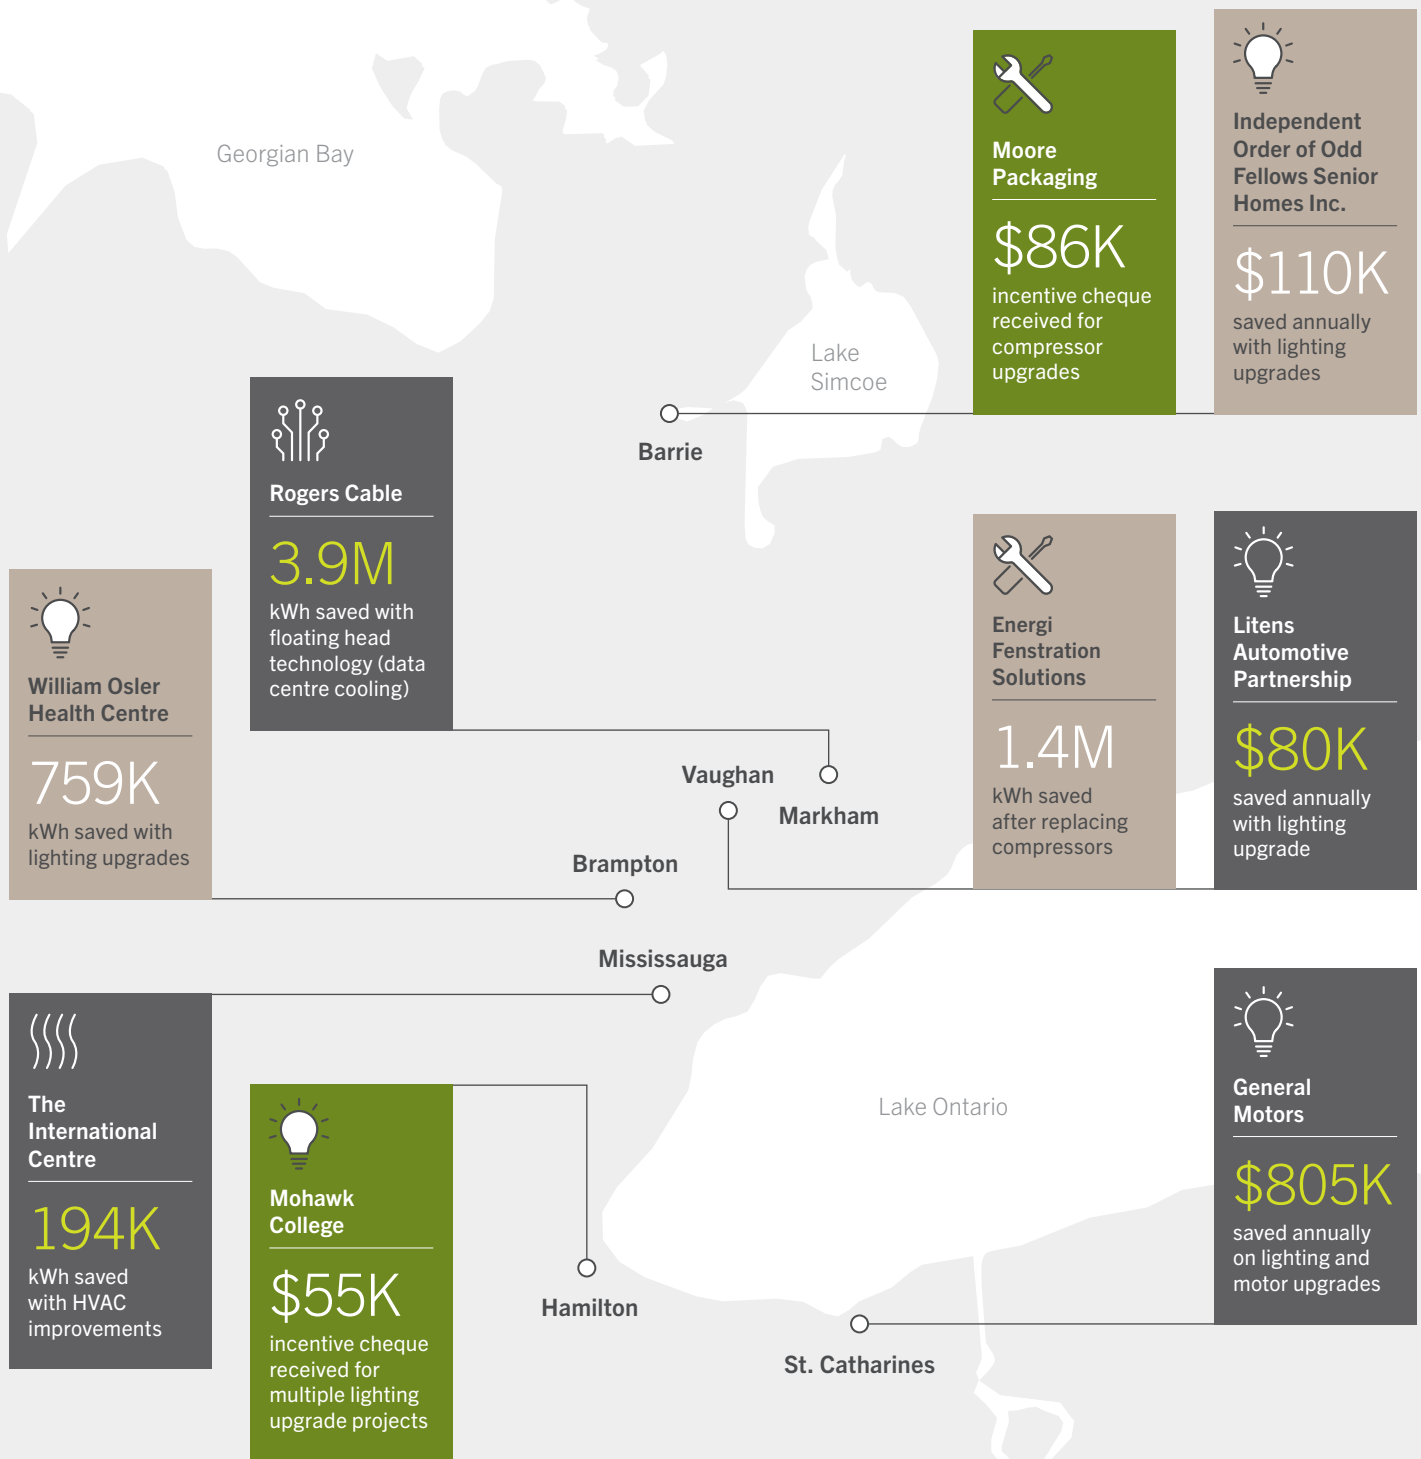 Georgian Bay
Lake
Simcoe
Moore
Packaging
$86K
incentive cheque
received for
compressor
upgrades
Independent
Order of Odd
Fellows Senior
Homes Inc.
$110K
saved annually
with lighting
upgrades
Barrie
Rogers Cable
3.9M
kWh saved with
floating head
technology (data
centre cooling)
William Osler
Health Centre
759K
kWh saved with
lighting upgrades
Vaughan
Markham
Brampton
Energi
Fenstration
Solutions
1.4M
kWh saved
after replacing
compressors
Litens
Automotive
Partnership
$80K
saved annually
with lighting
upgrade
Mississauga
The
International
Centre
194K
kWh saved
with HVAC
improvements
Mohawk
College
$55K
incentive cheque
received for
multiple lighting
upgrade projects
Hamilton
Lake Ontario
St. Catharines
General
Motors
$805K
saved annually
on lighting and
motor upgrades